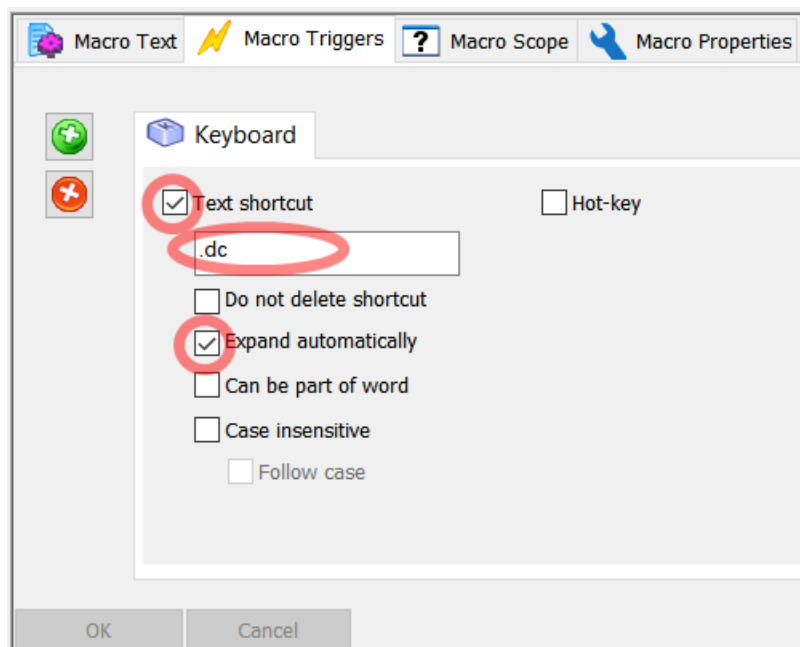 Macro Text Macro Triggers ? Macro Scope Macro Properties
Keyboard
Text shortcut Hot-key
.dc
Do not delete shortcut
Expand automatically
Can be part of word
Case insensitive
Follow case
OK Cancel